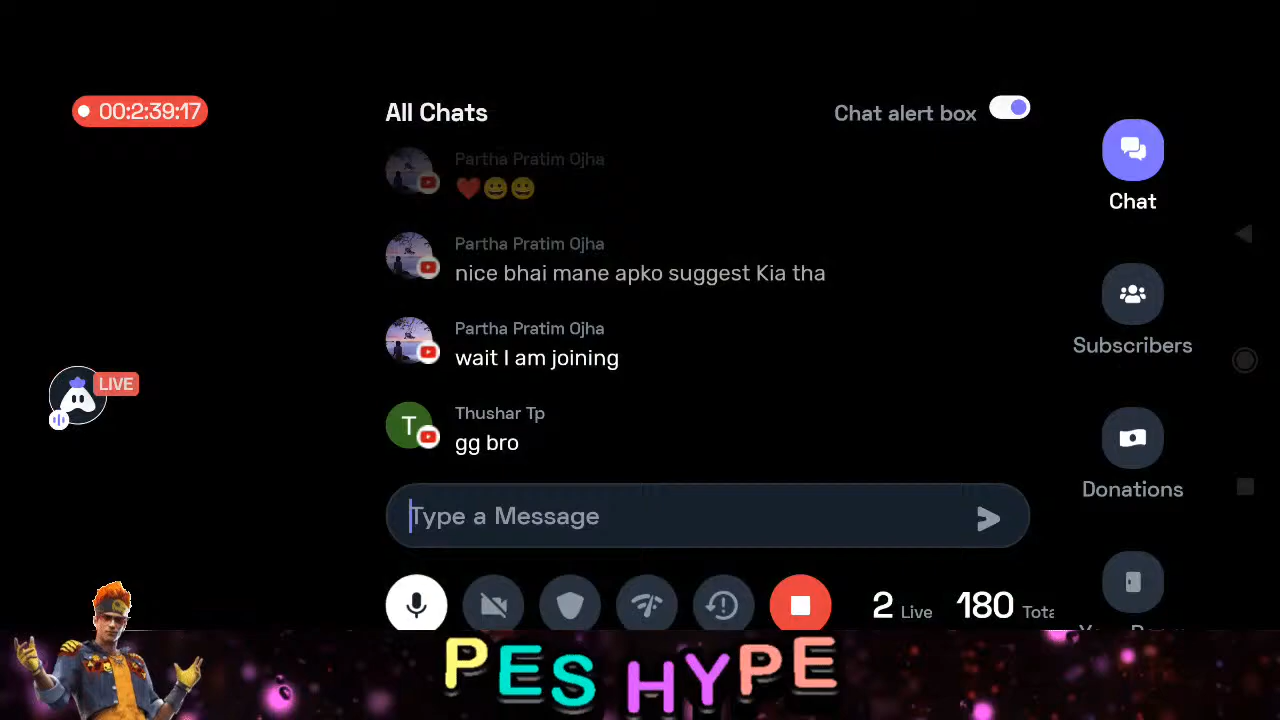 00:2:39:17
All Chats
Chat alert box
Partha Pratim Ojha
❤️😀😀
Chat
Partha Pratim Ojha
nice bhai mane apko suggest Kia tha
Subscribers
Partha Pratim Ojha
wait I am joining
LIVE
T
Thushar Tp
gg bro
Donations
Type a Message
2 Live
180
PES HYPE